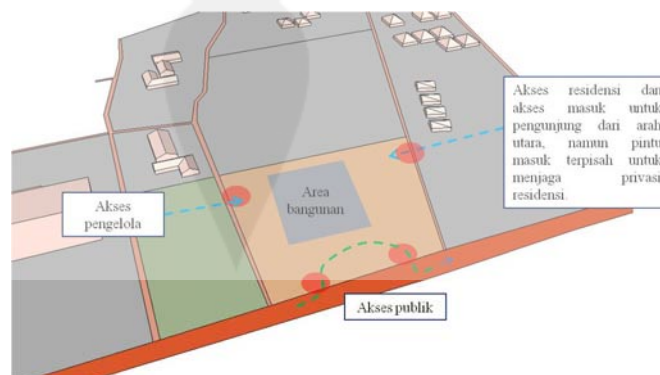 Akses residensi dan
akses masuk untuk
pengunjung dari arah
utara, namun pintu
masuk terpisah untuk
menjaga privasi
residensi.
Area
bangunan
Akses
pengelola
Akses publik